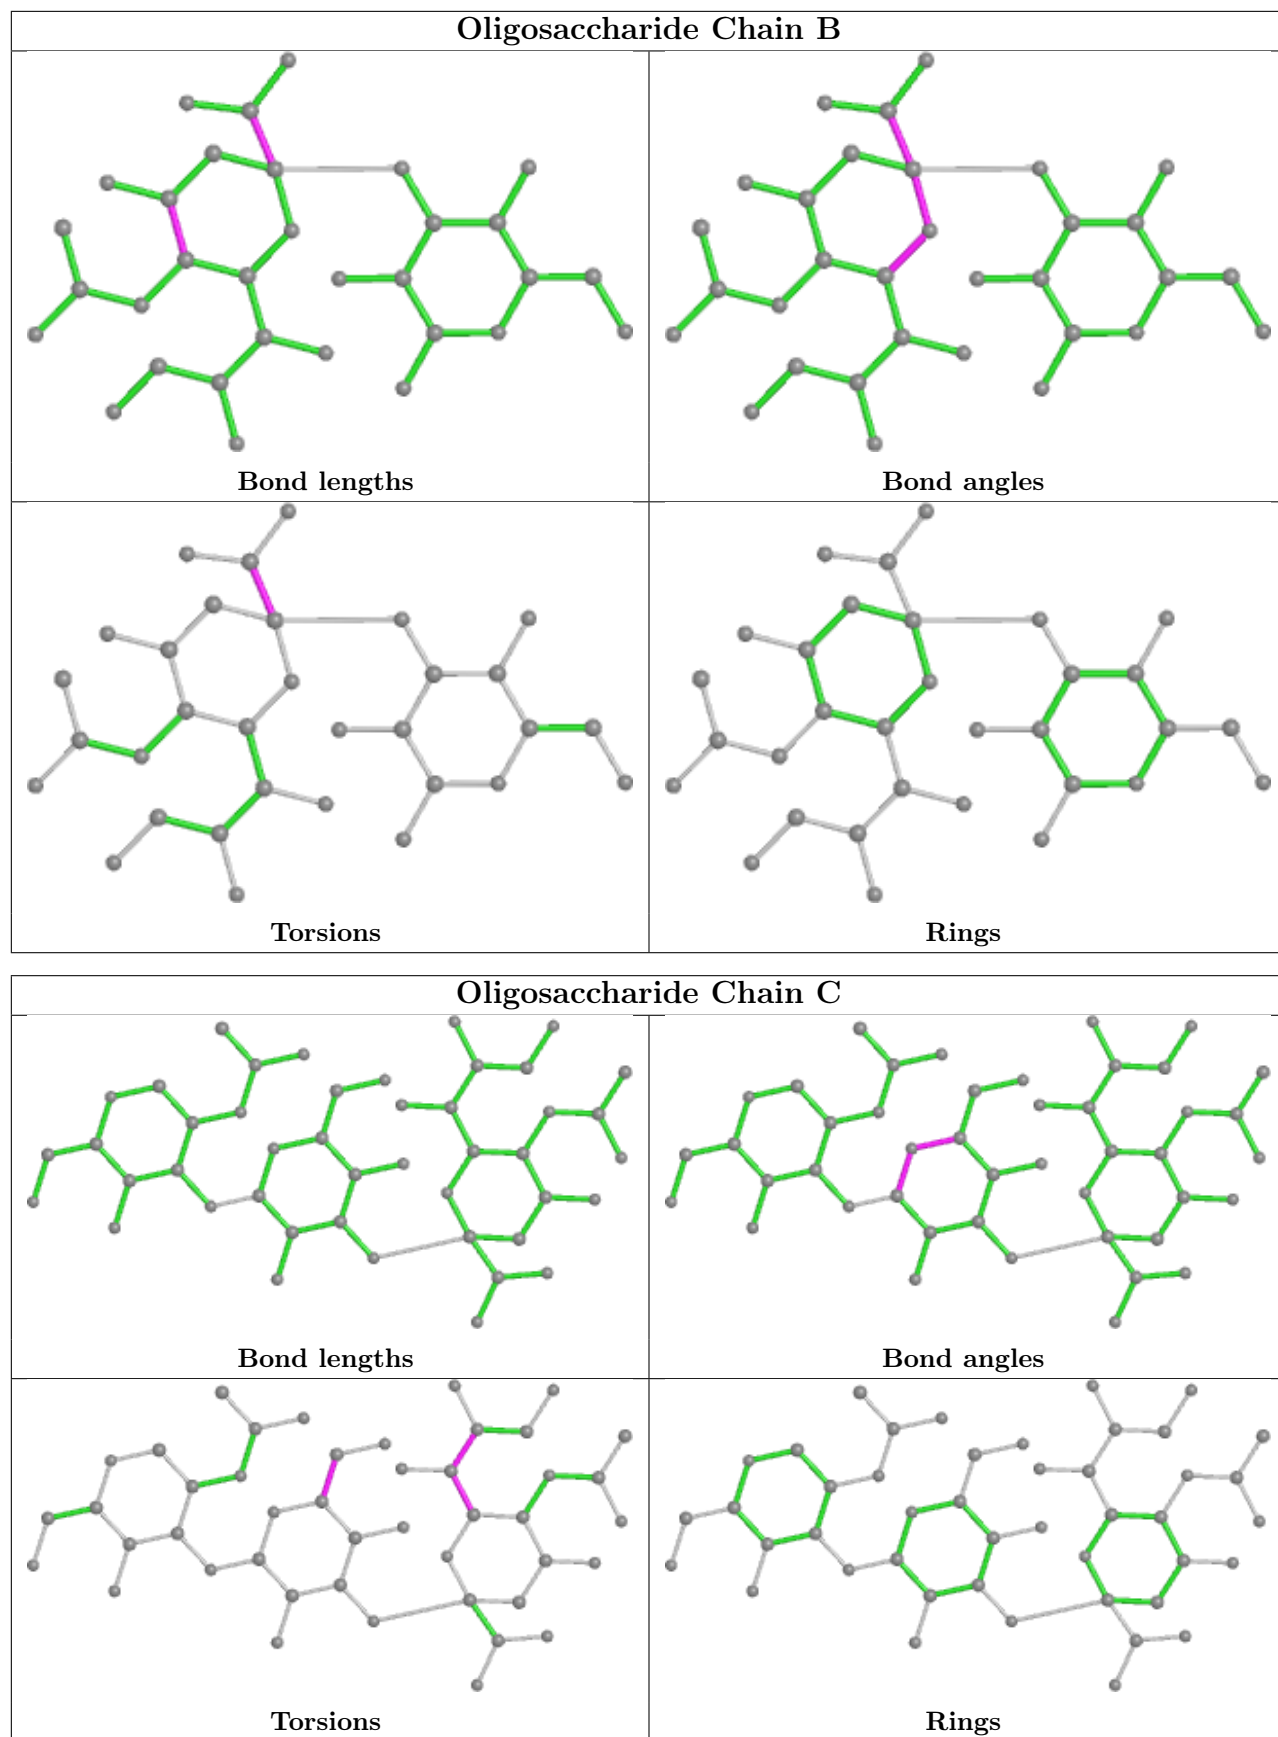 Oligosaccharide Chain B
Bond lengths
Bond angles
Torsions
Rings
Oligosaccharide Chain C
Bond lengths
Bond angles
Torsions
Rings